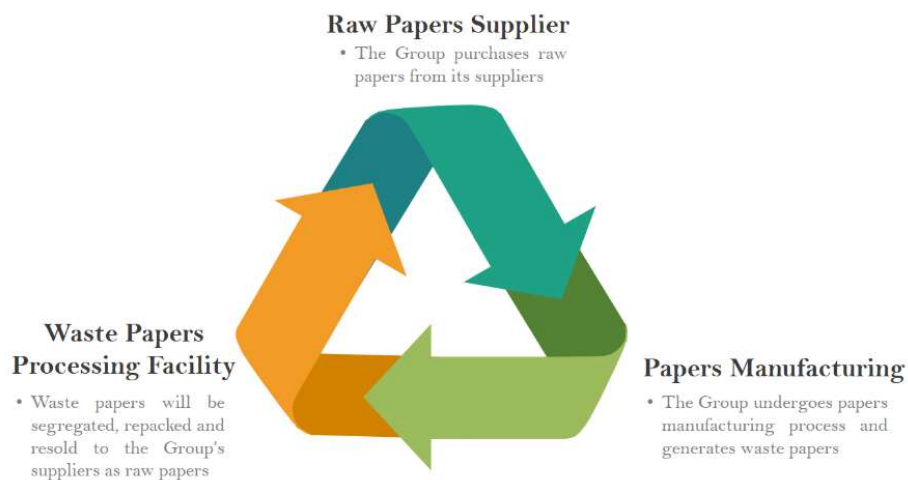 Raw Papers Supplier
• The Group purchases raw
papers from its suppliers
Waste Papers
Processing Facility
• Waste papers will be
segregated, repacked and
resold to the Group's
suppliers as raw papers
Papers Manufacturing
• The Group undergoes papers
manufacturing process and
generates waste papers